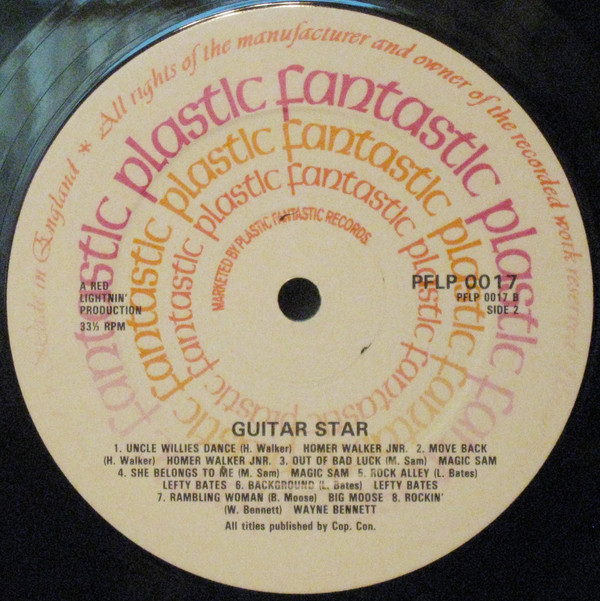 Made in England * All rights of the manufacturer and owner of the recorded work reserved
fantastic plastic fantastic plastic
fantastic plastic fantastic plastic fantastic
fantastic plastic fantastic plastic fantastic plastic
MARKETED BY PLASTIC FANTASTIC RECORDS
A RED
LIGHTNIN'
PRODUCTION
33⅓ RPM
PFLP 0017
PFLP 0017 B
SIDE 2
GUITAR STAR
1. UNCLE WILLIES DANCE (H. Walker) HOMER WALKER JNR. 2. MOVE BACK
(H. Walker) HOMER WALKER JNR. 3. OUT OF BAD LUCK (M. Sam) MAGIC SAM
4. SHE BELONGS TO ME (M. Sam) MAGIC SAM 5. ROCK ALLEY (L. Bates)
LEFTY BATES 6. BACKGROUND (L. Bates) LEFTY BATES
7. RAMBLING WOMAN (B. Moose) BIG MOOSE 8. ROCKIN'
(W. Bennett) WAYNE BENNETT
All titles published by Cop. Con.